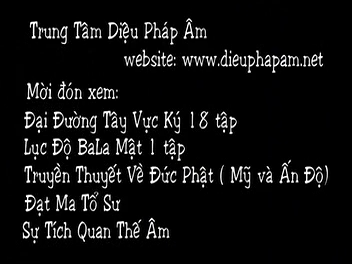 Trung Tâm Diệu Pháp Âm
website: www.dieuphapam.net
Mời đón xem:
Đại Đường Tây Vực Ký 18 tập
Lục Độ BaLa Mật 1 tập
Truyền Thuyết Về Đức Phật ( Mỹ và Ấn Độ)
Đạt Ma Tổ Sư
Sự Tích Quan Thế Âm